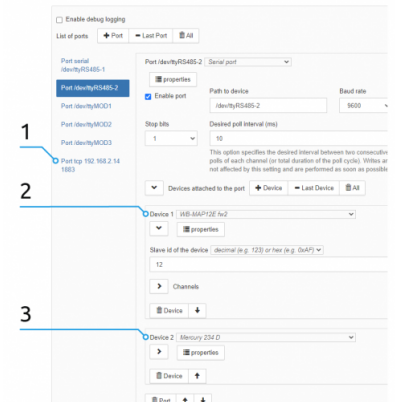 Enable debug logging
List of ports + Port − Last Port All
Port serial
/dev/ttyRS485-1
Port /dev/ttyRS485-2
Port /dev/ttyMOD1
Port /dev/ttyMOD2
Port /dev/ttyMOD3
Port tcp 192.168.2.14
1883
1
2
3
Port /dev/ttyRS485-2 Serial port
properties
Enable port
Path to device
/dev/ttyRS485-2
Baud rate
9600
Stop bits
1
Desired poll interval (ms)
10
This option specifies the desired interval between two consecutive
polls of each channel (or total duration of the poll cycle). Writes ar
not affected by this setting and are performed as soon as possible
Devices attached to the port + Device − Last Device All
Device 1 WB-MAP12E fw2
properties
Slave id of the device decimal (e.g. 123) or hex (e.g. 0xAF)
12
Channels
Device
Device 2 Mercury 234 D
properties
Device
Port